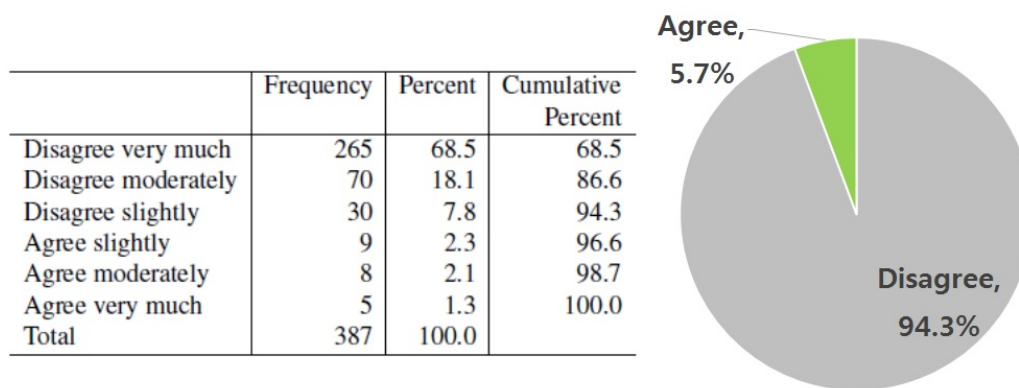 Frequency Percent Cumulative
Percent
Disagree very much 265 68.5 68.5
Disagree moderately 70 18.1 86.6
Disagree slightly 30 7.8 94.3
Agree slightly 9 2.3 96.6
Agree moderately 8 2.1 98.7
Agree very much 5 1.3 100.0
Total 387 100.0
Agree,
5.7%
Disagree,
94.3%